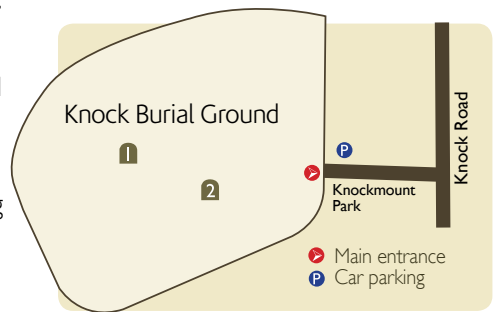 Knock Burial Ground
1
2
P
Knockmount
Park
Knock Road
Main entrance
P Car parking